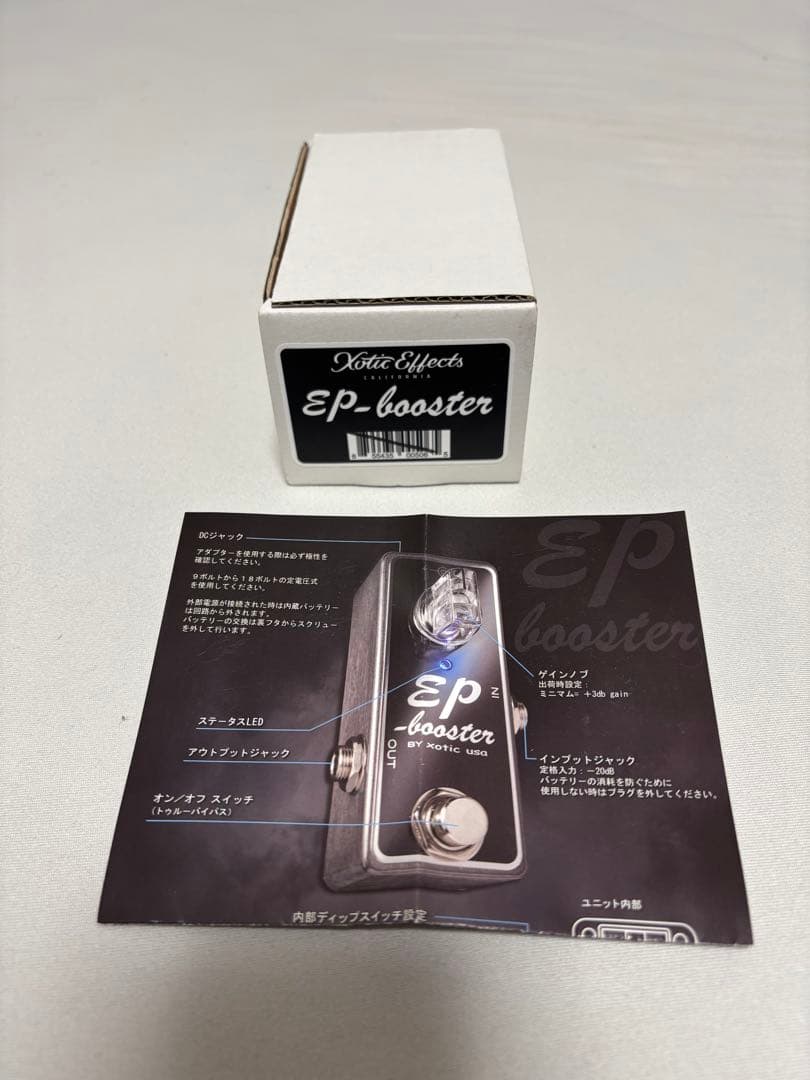 Xotic Effects
CALIFORNIA
EP-booster
8 55435 00506 5
EP
booster
DCジャック
アダプターを使用する際は必ず極性を
確認してください。
9ボルトから18ボルトの定電圧式
を使用してください。
外部電源が接続された時は内蔵バッテリー
は回路から外されます。
バッテリーの交換は裏フタからスクリュー
を外して行います。
ゲインノブ
出荷時設定:
ミニマム= +3db gain
ステータスLED
EP
-booster
BY Xotic usa
IN
OUT
アウトプットジャック
インプットジャック
定格入力:-20dB
バッテリーの消耗を防ぐために
使用しない時はプラグを外してください。
オン/オフ スイッチ
(トゥルーバイパス)
内部ディップスイッチ設定
ユニット内部